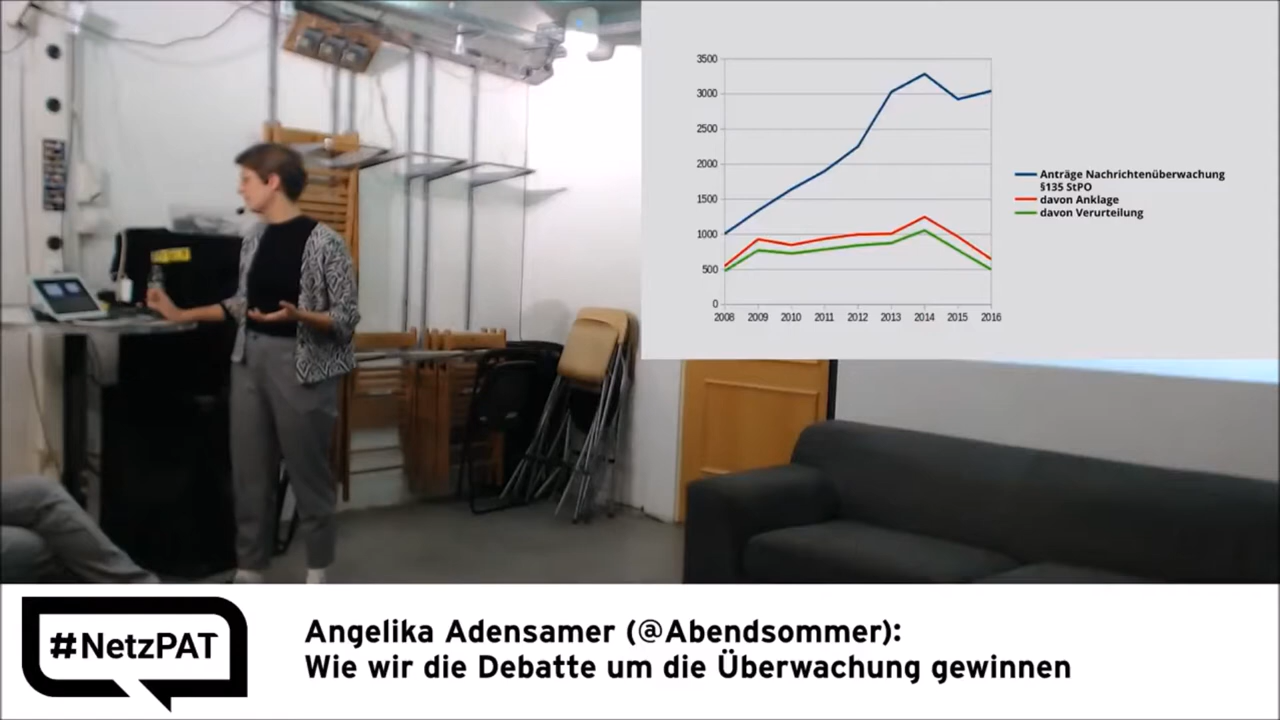 3500
3000
2500
2000
1500
1000
500
0
2008 2009 2010 2011 2012 2013 2014 2015 2016
Anträge Nachrichtenüberwachung
§135 StPO
davon Anklage
davon Verurteilung
#NetzPAT
Angelika Adensamer (@Abendsommer):
Wie wir die Debatte um die Überwachung gewinnen